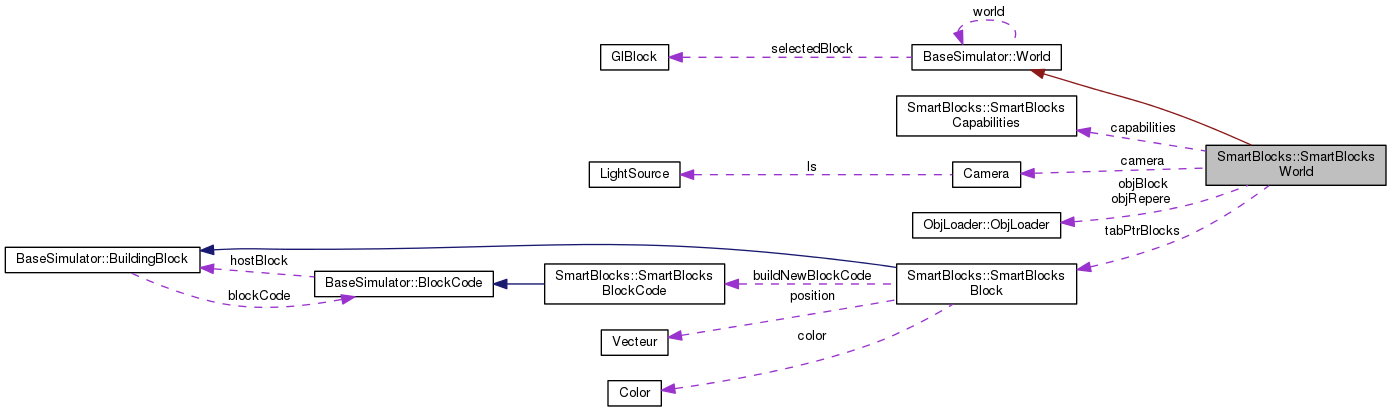 world
selectedBlock
GlBlock
BaseSimulator::World
SmartBlocks::SmartBlocks
Capabilities
capabilities
SmartBlocks::SmartBlocks
World
camera
ls
LightSource
Camera
objBlock
objRepere
ObjLoader::ObjLoader
tabPtrBlocks
BaseSimulator::BuildingBlock
hostBlock
blockCode
BaseSimulator::BlockCode
SmartBlocks::SmartBlocks
BlockCode
buildNewBlockCode
SmartBlocks::SmartBlocks
Block
position
Vecteur
color
Color